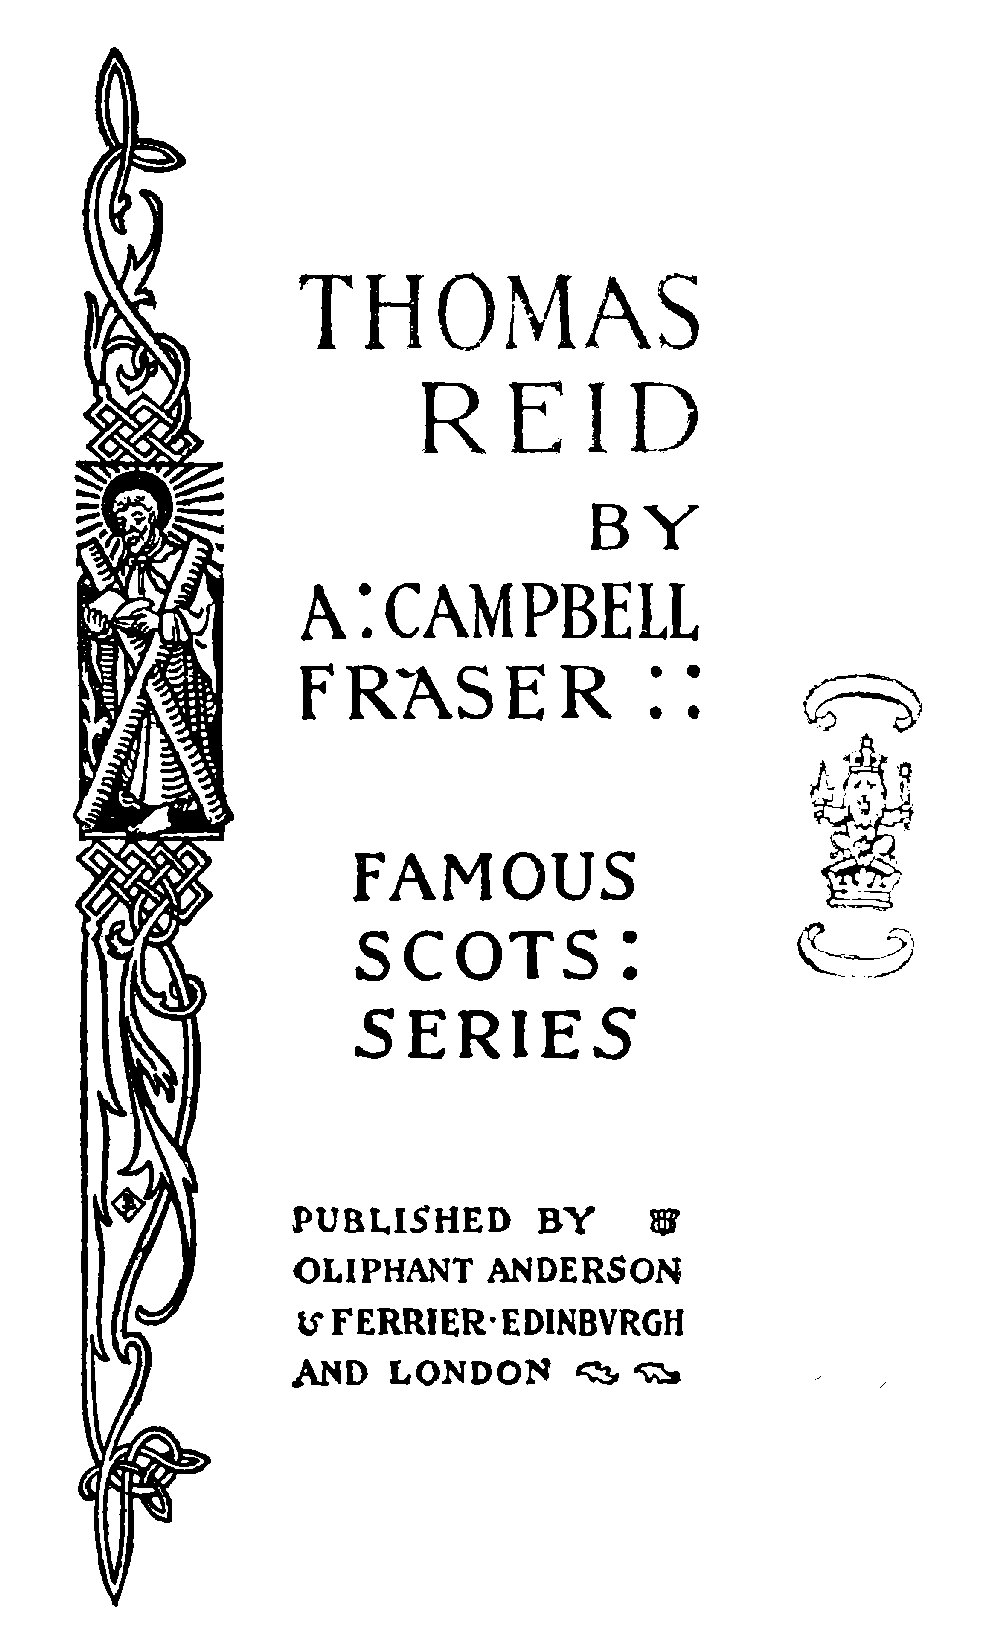 THOMAS
REID
BY
A: CAMPBELL
FRASER ::
FAMOUS
SCOTS:
SERIES
PUBLISHED BY
OLIPHANT ANDERSON
& FERRIER·EDINBVRGH
AND LONDON